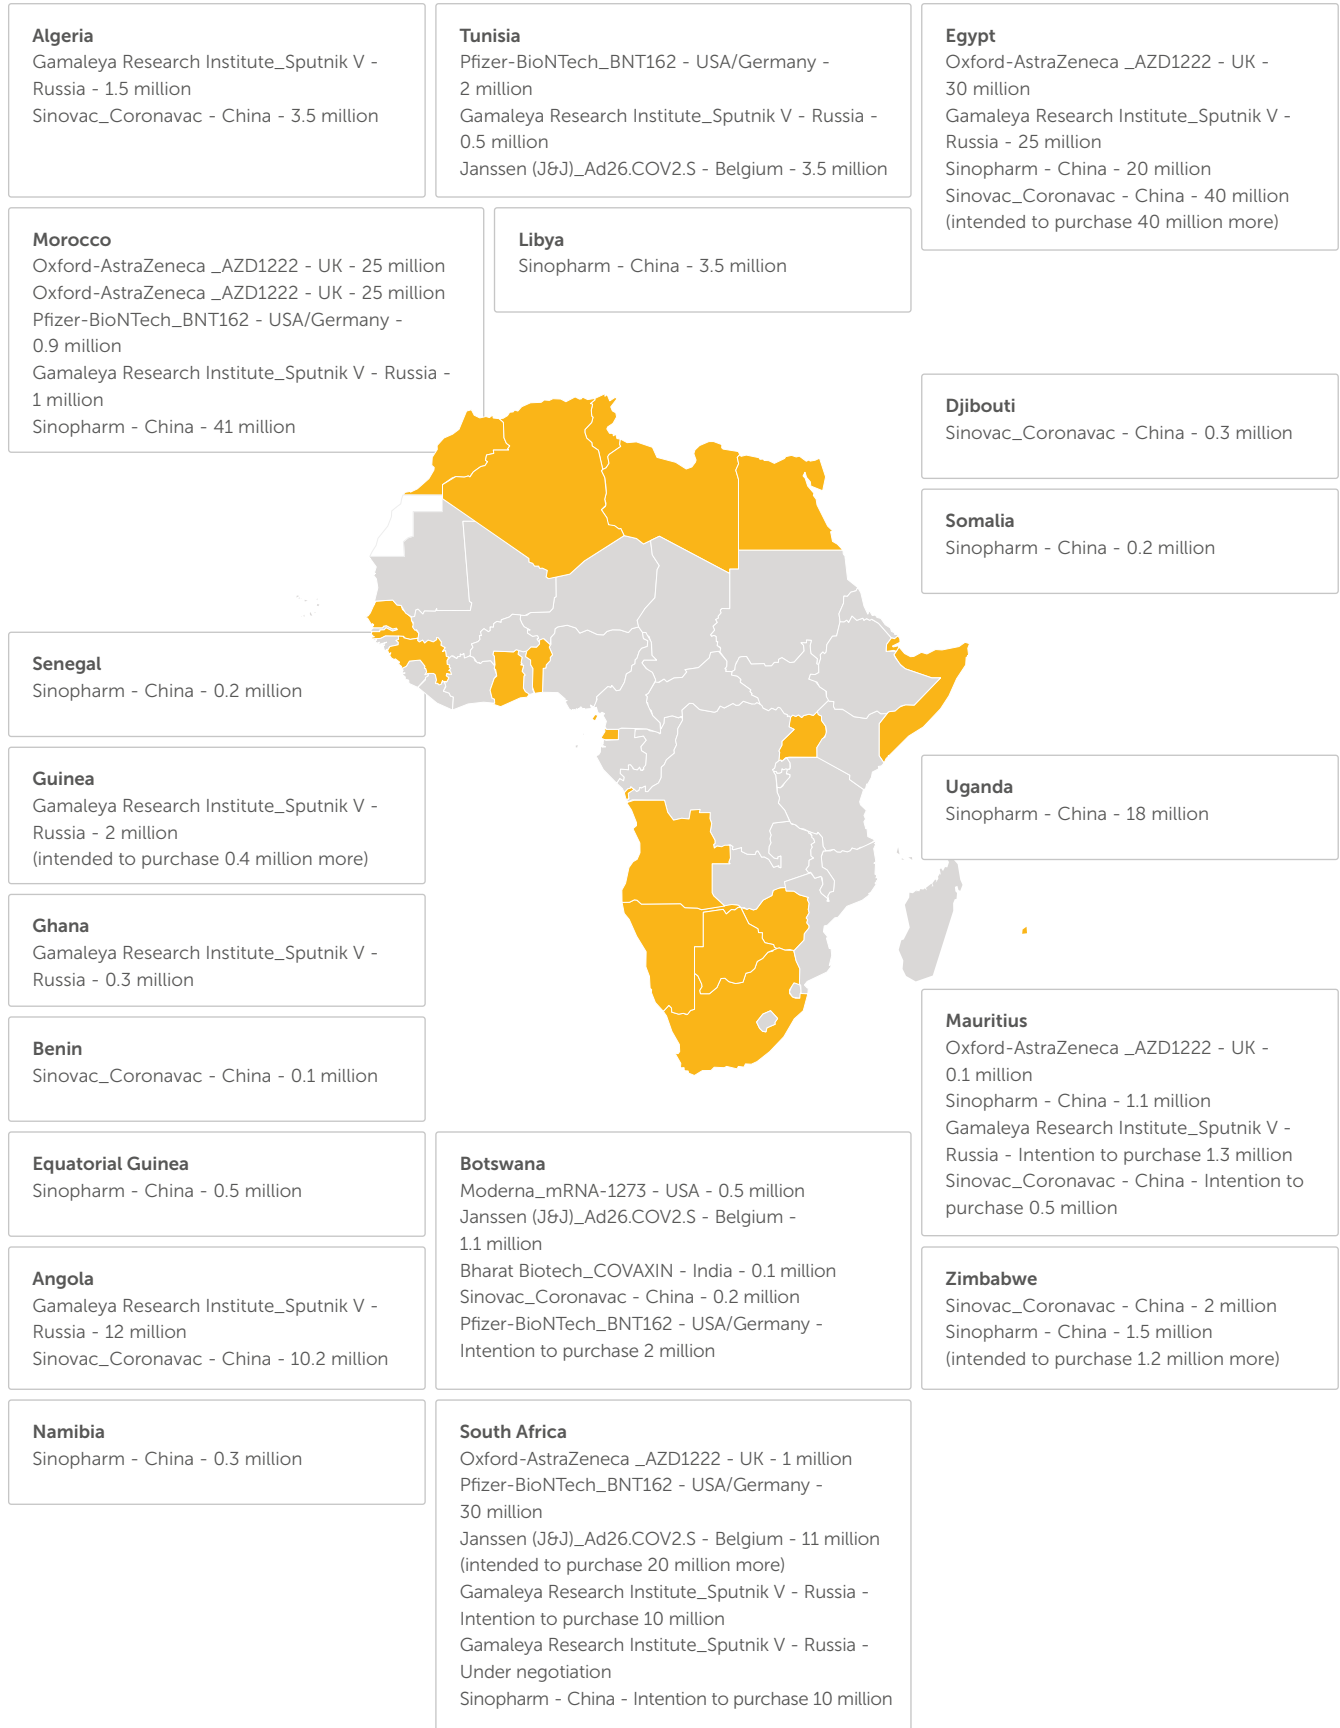 Algeria
Gamaleya Research Institute_Sputnik V -
Russia - 1.5 million
Sinovac_Coronavac - China - 3.5 million
Tunisia
Pfizer-BioNTech_BNT162 - USA/Germany -
2 million
Gamaleya Research Institute_Sputnik V - Russia -
0.5 million
Janssen (J&J)_Ad26.COV2.S - Belgium - 3.5 million
Egypt
Oxford-AstraZeneca _AZD1222 - UK -
30 million
Gamaleya Research Institute_Sputnik V -
Russia - 25 million
Sinopharm - China - 20 million
Sinovac_Coronavac - China - 40 million
(intended to purchase 40 million more)
Morocco
Oxford-AstraZeneca _AZD1222 - UK - 25 million
Oxford-AstraZeneca _AZD1222 - UK - 25 million
Pfizer-BioNTech_BNT162 - USA/Germany -
0.9 million
Gamaleya Research Institute_Sputnik V - Russia -
1 million
Sinopharm - China - 41 million
Libya
Sinopharm - China - 3.5 million
Djibouti
Sinovac_Coronavac - China - 0.3 million
Somalia
Sinopharm - China - 0.2 million
Senegal
Sinopharm - China - 0.2 million
Guinea
Gamaleya Research Institute_Sputnik V -
Russia - 2 million
(intended to purchase 0.4 million more)
Uganda
Sinopharm - China - 18 million
Ghana
Gamaleya Research Institute_Sputnik V -
Russia - 0.3 million
Benin
Sinovac_Coronavac - China - 0.1 million
Mauritius
Oxford-AstraZeneca _AZD1222 - UK -
0.1 million
Sinopharm - China - 1.1 million
Gamaleya Research Institute_Sputnik V -
Russia - Intention to purchase 1.3 million
Sinovac_Coronavac - China - Intention to
purchase 0.5 million
Equatorial Guinea
Sinopharm - China - 0.5 million
Botswana
Moderna_mRNA-1273 - USA - 0.5 million
Janssen (J&J)_Ad26.COV2.S - Belgium -
1.1 million
Bharat Biotech_COVAXIN - India - 0.1 million
Sinovac_Coronavac - China - 0.2 million
Pfizer-BioNTech_BNT162 - USA/Germany -
Intention to purchase 2 million
Angola
Gamaleya Research Institute_Sputnik V -
Russia - 12 million
Sinovac_Coronavac - China - 10.2 million
Zimbabwe
Sinovac_Coronavac - China - 2 million
Sinopharm - China - 1.5 million
(intended to purchase 1.2 million more)
Namibia
Sinopharm - China - 0.3 million
South Africa
Oxford-AstraZeneca _AZD1222 - UK - 1 million
Pfizer-BioNTech_BNT162 - USA/Germany -
30 million
Janssen (J&J)_Ad26.COV2.S - Belgium - 11 million
(intended to purchase 20 million more)
Gamaleya Research Institute_Sputnik V - Russia -
Intention to purchase 10 million
Gamaleya Research Institute_Sputnik V - Russia -
Under negotiation
Sinopharm - China - Intention to purchase 10 million